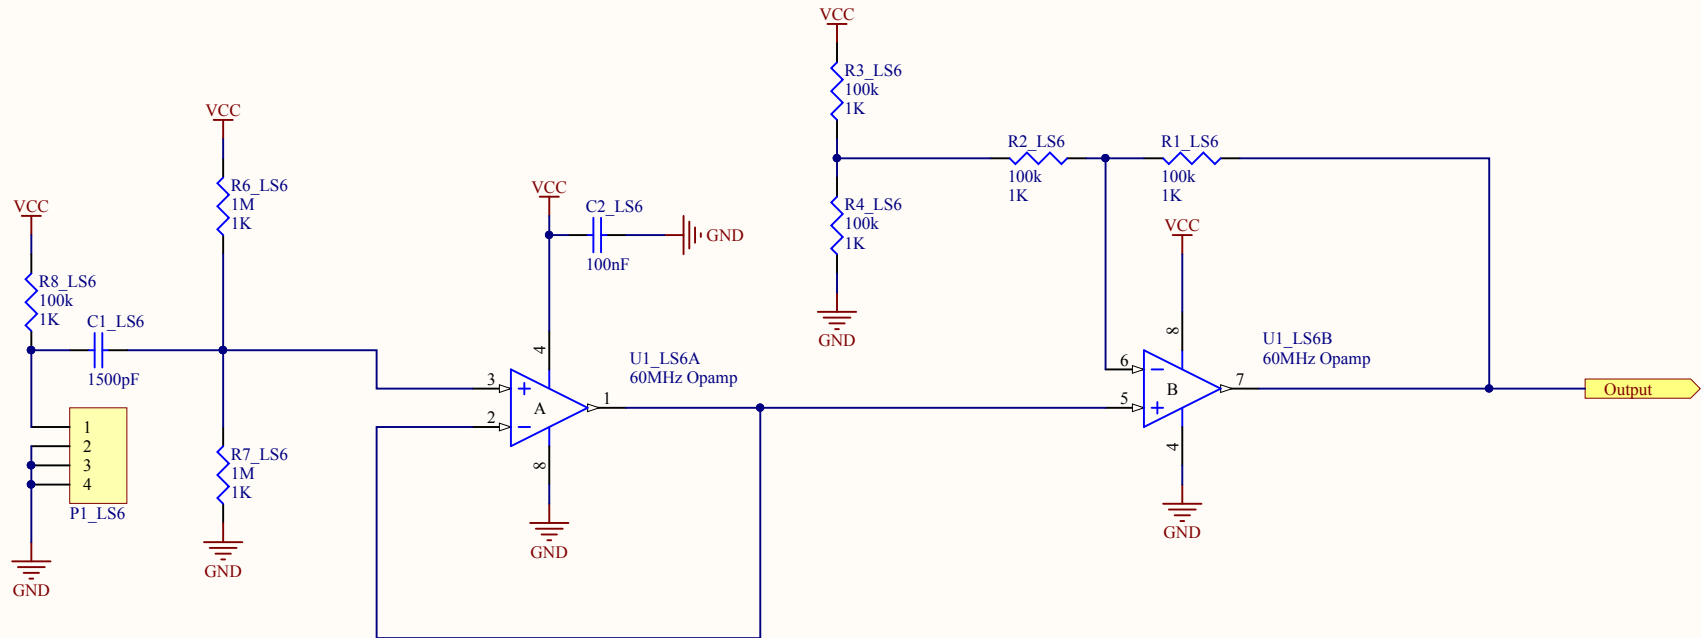 VCC
R3_LS6
100k
1K
VCC
R6_LS6
1M
1K
R2_LS6
100k
1K
R1_LS6
100k
1K
VCC
R8_LS6
100k
1K
C1_LS6
1500pF
VCC
C2_LS6
100nF
GND
R4_LS6
100k
1K
GND
VCC
8
U1_LS6B
60MHz Opamp
6
5
B
7
4
GND
Output
4
U1_LS6A
60MHz Opamp
3
2
A
1
8
GND
1
2
3
4
P1_LS6
GND
R7_LS6
1M
1K
GND